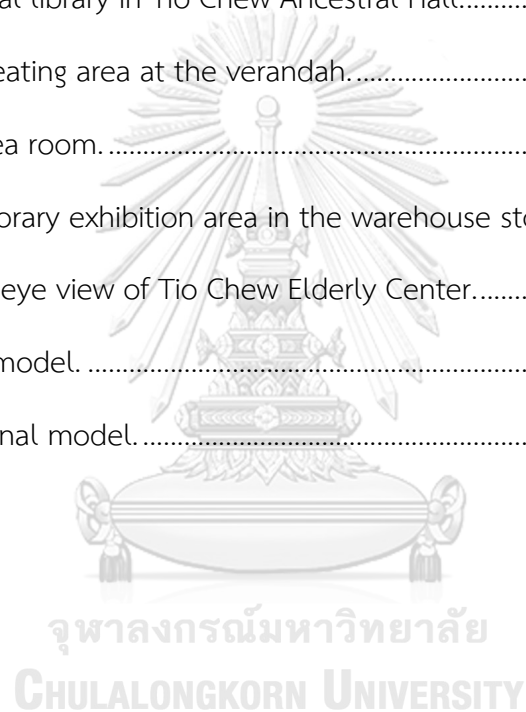 al library in Tio Chew Ancestral Hall.........
eating area at the verandah.............................
ea room.................................................................
orary exhibition area in the warehouse sto
eye view of Tio Chew Elderly Center........
model. ....................................................................
nal model............................................................
จุฬาลงกรณ์มหาวิทยาลัย
CHULALONGKORN UNIVERSITY